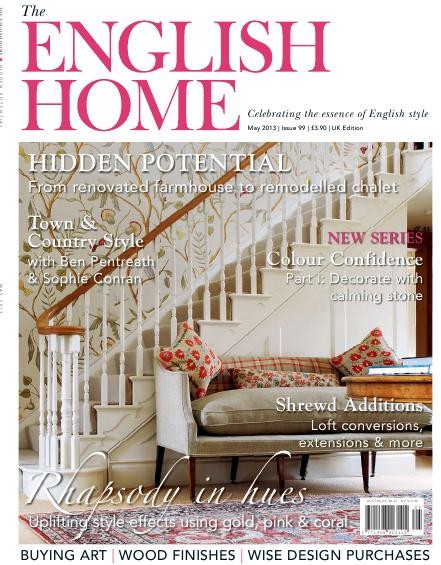 The
ENGLISH
HOME
Celebrating the essence of English style
May 2013 | Issue 99 | £3.90 | UK Edition
HIDDEN POTENTIAL
From renovated farmhouse to remodelled chalet
Town &
Country Style
with Ben Pentreath
& Sophie Conran
NEW SERIES
Colour Confidence
Part i: Decorate with
calming stone
Shrewd Additions
Loft conversions,
extensions & more
Rhapsody in hues
Uplifting style effects using gold, pink & coral
BUYING ART | WOOD FINISHES | WISE DESIGN PURCHASES